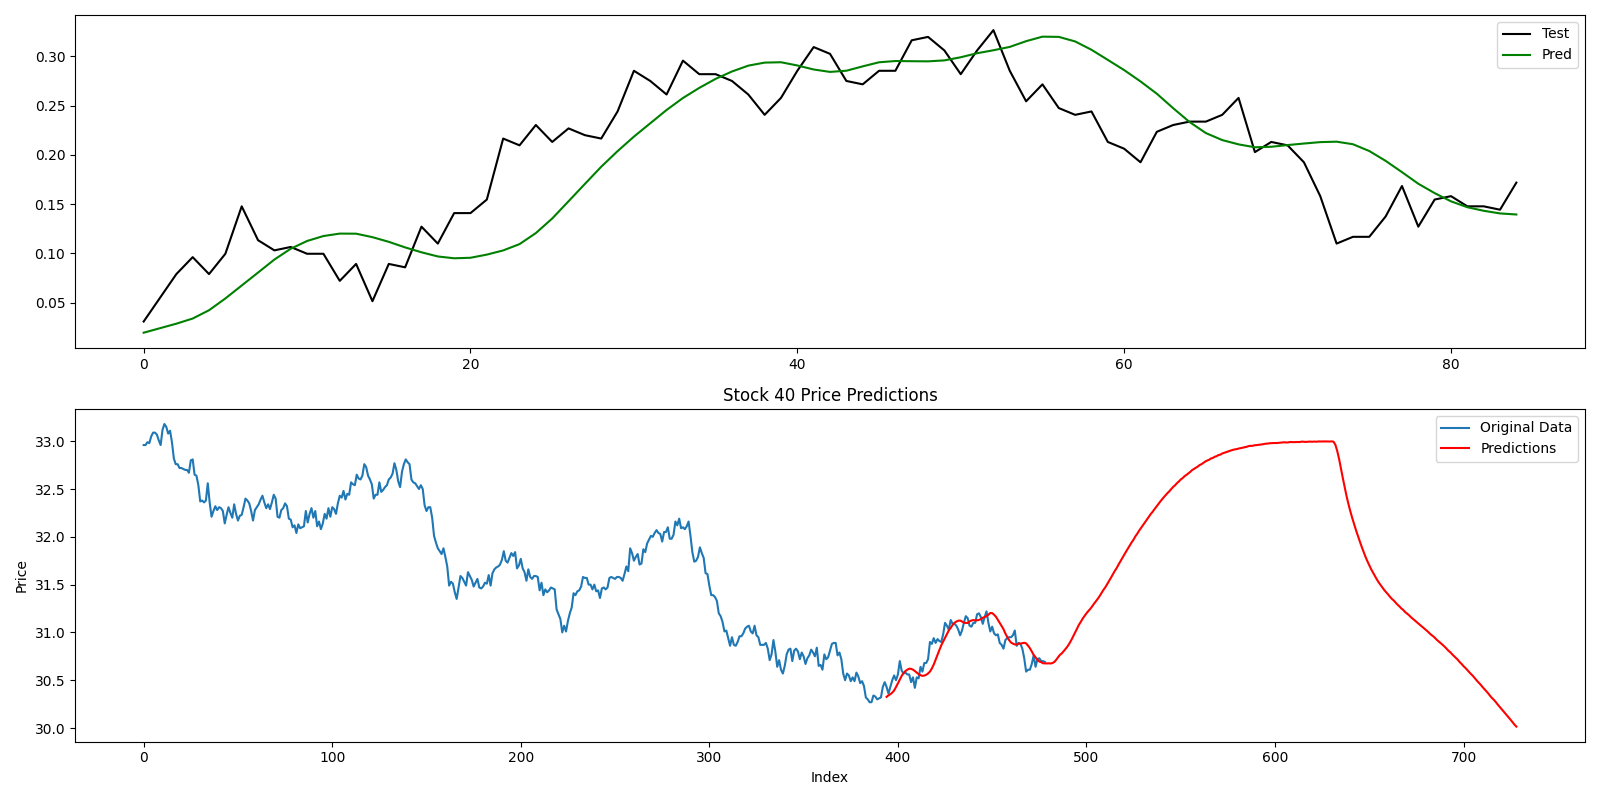 Test
Pred
0.30
0.25
0.20
0.15
0.10
0.05
0 20 40 60 80
Stock 40 Price Predictions
Original Data
Predictions
33.0
32.5
32.0
31.5
31.0
30.5
30.0
Price
0 100 200 300 400 500 600 700
Index